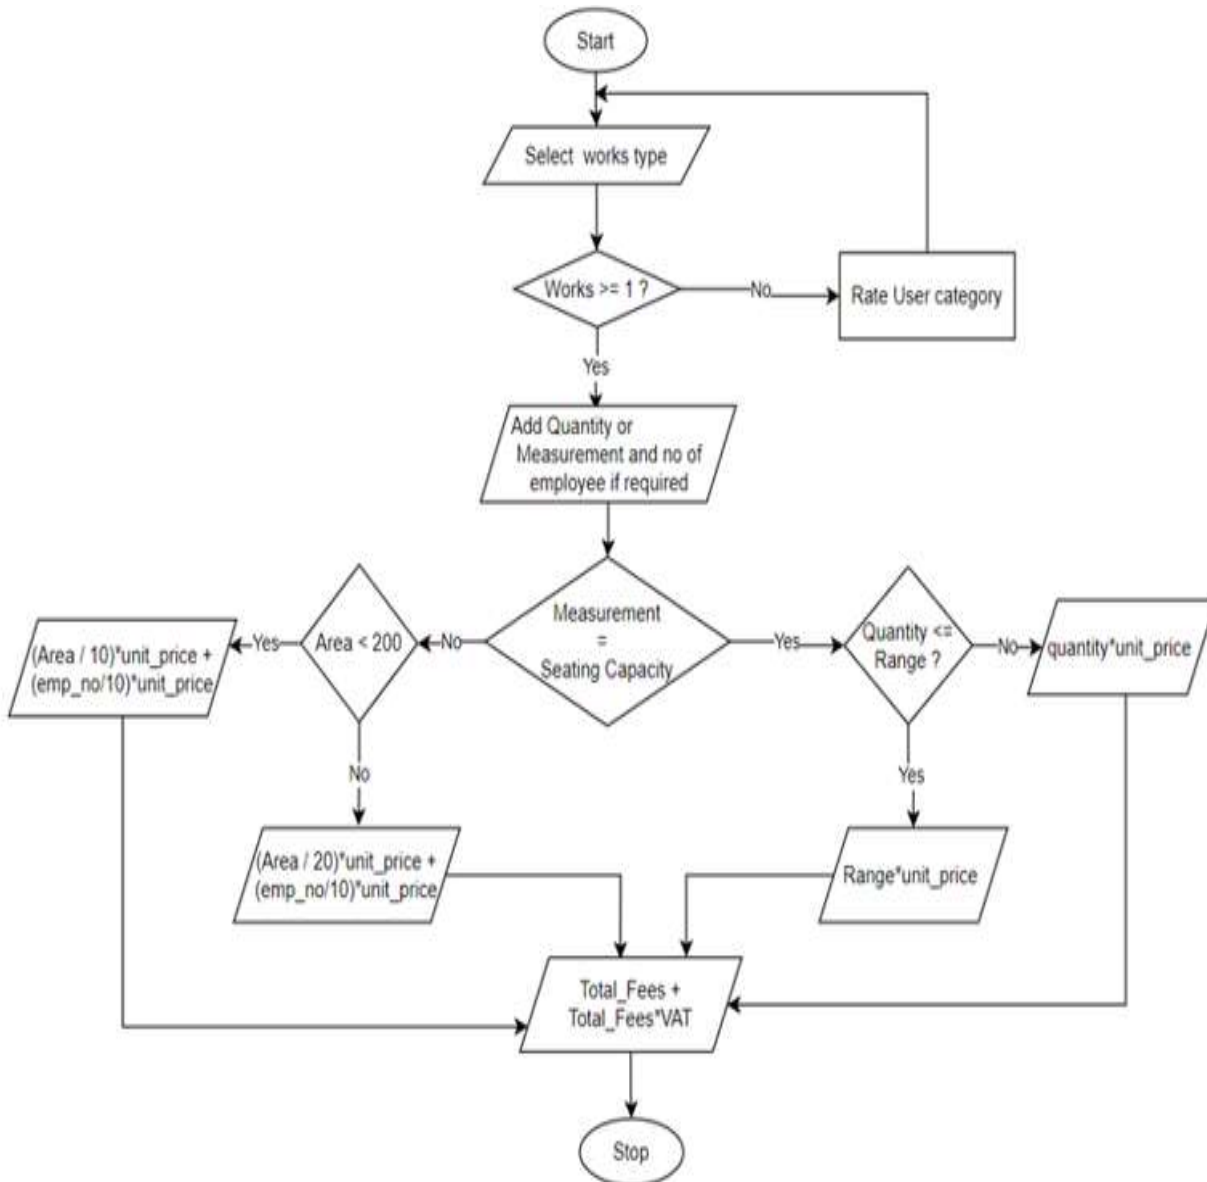 Start
Select works type
Works >= 1 ?
No
Rate User category
Yes
Add Quantity or
Measurement and no of
employee if required
Measurement
=
Seating Capacity
No
Area < 200
Yes
(Area / 10)*unit_price +
(emp_no/10)*unit_price
No
(Area / 20)*unit_price +
(emp_no/10)*unit_price
Yes
Quantity <=
Range ?
No
quantity*unit_price
Yes
Range*unit_price
Total_Fees +
Total_Fees*VAT
Stop